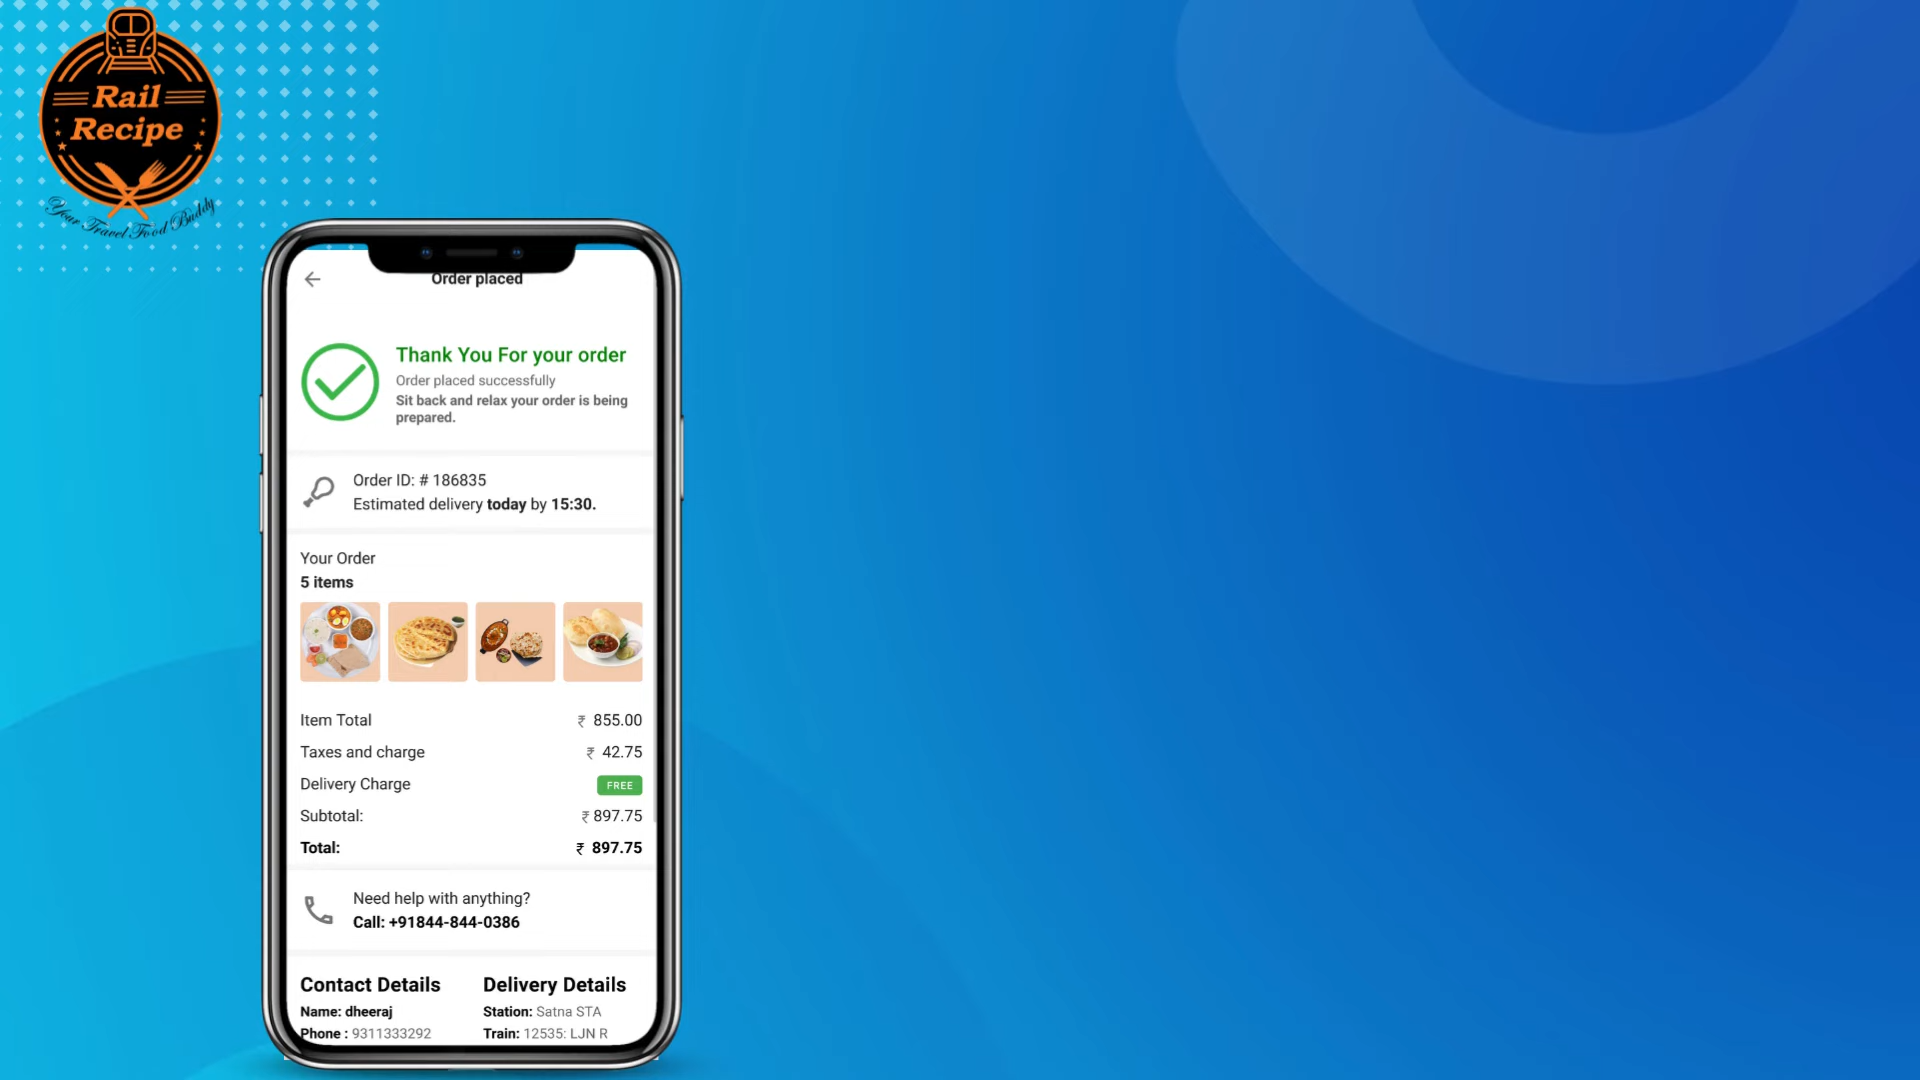 Rail
Recipe
Your Travel Food Buddy
Order placed
Thank You For your order
Order placed successfully
Sit back and relax your order is being
prepared.
Order ID: # 186835
Estimated delivery today by 15:30.
Your Order
5 items
Item Total ₹ 855.00
Taxes and charge ₹ 42.75
Delivery Charge FREE
Subtotal: ₹ 897.75
Total: ₹ 897.75
Need help with anything?
Call: +91844-844-0386
Contact Details Delivery Details
Name: dheeraj Station: Satna STA
Phone : 9311333292 Train: 12535: LJN R